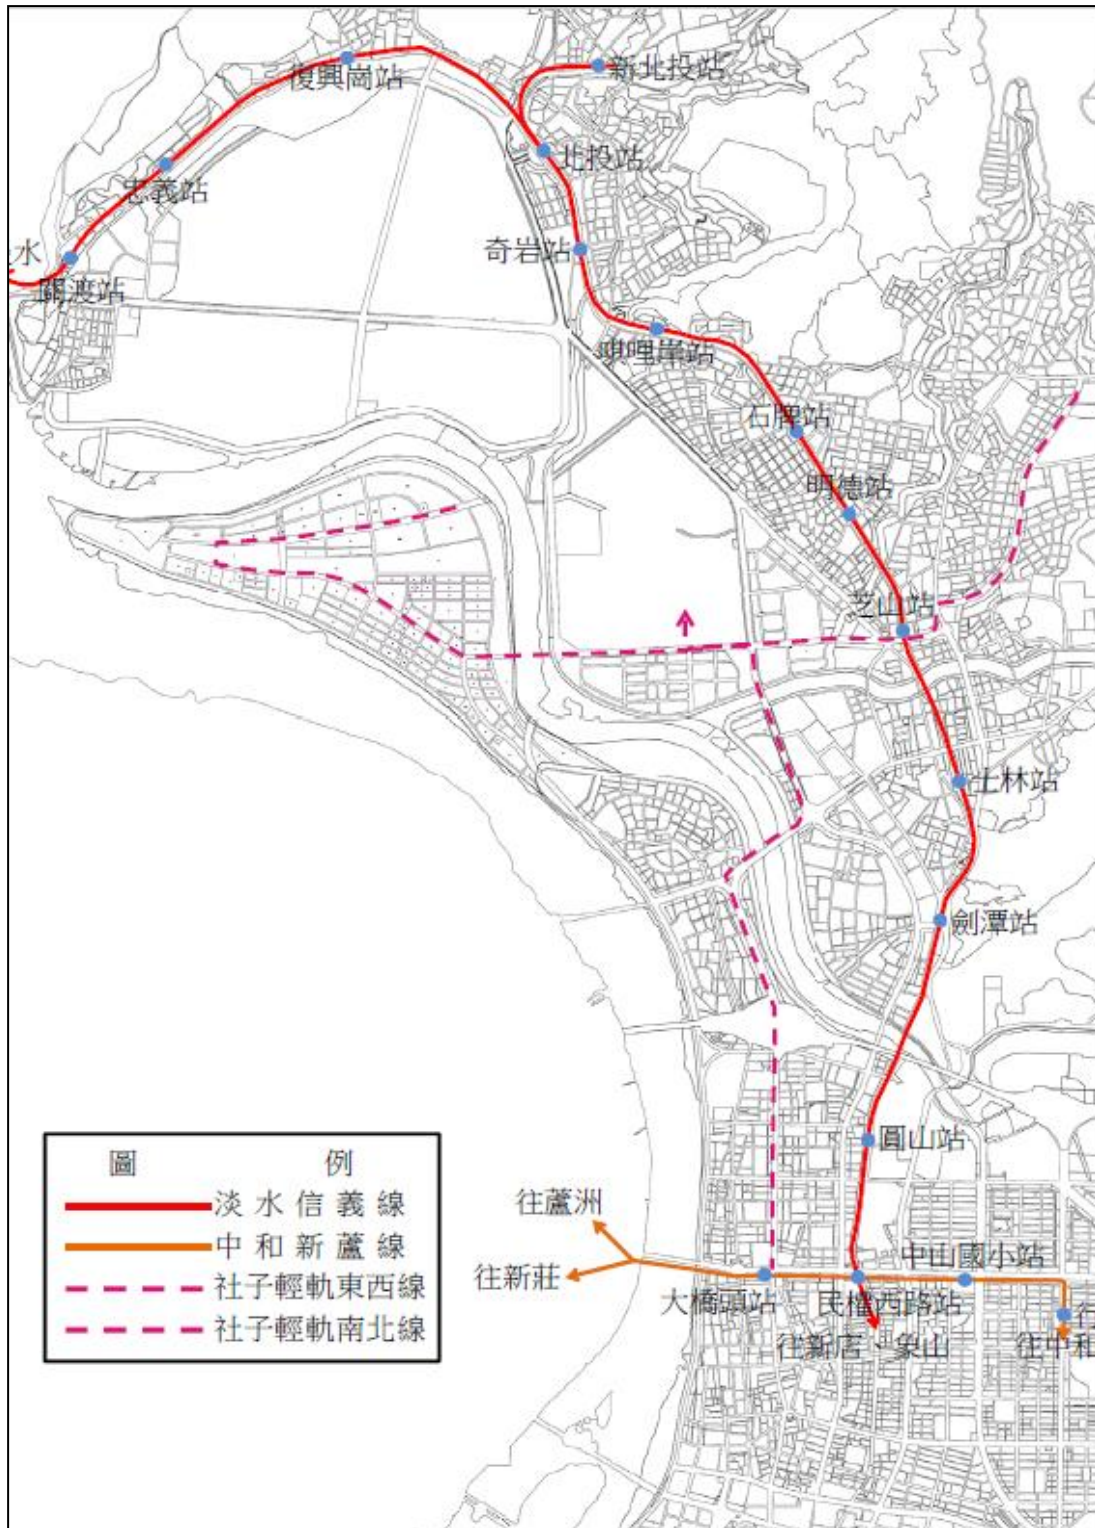 復興崗站
新北投站
北投站
忠義站
奇岩站
水
關渡站
唭哩岸站
石牌站
明德站
芝山站
士林站
劍潭站
圓山站
圖 例
淡水信義線
中和新蘆線
社子輕軌東西線
社子輕軌南北線
往蘆洲
往新莊
中山國小站
大橋頭站
民權西路站
行
往新店、象山
往中和